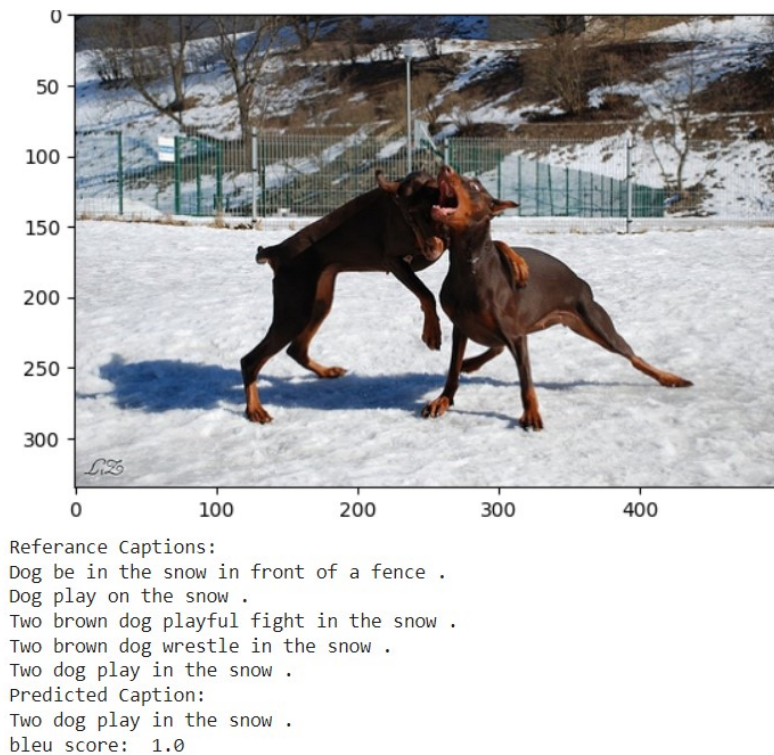 0
50
100
150
200
250
300
LiZ
0 100 200 300 400
Referance Captions:
Dog be in the snow in front of a fence .
Dog play on the snow .
Two brown dog playful fight in the snow .
Two brown dog wrestle in the snow .
Two dog play in the snow .
Predicted Caption:
Two dog play in the snow .
bleu score:  1.0